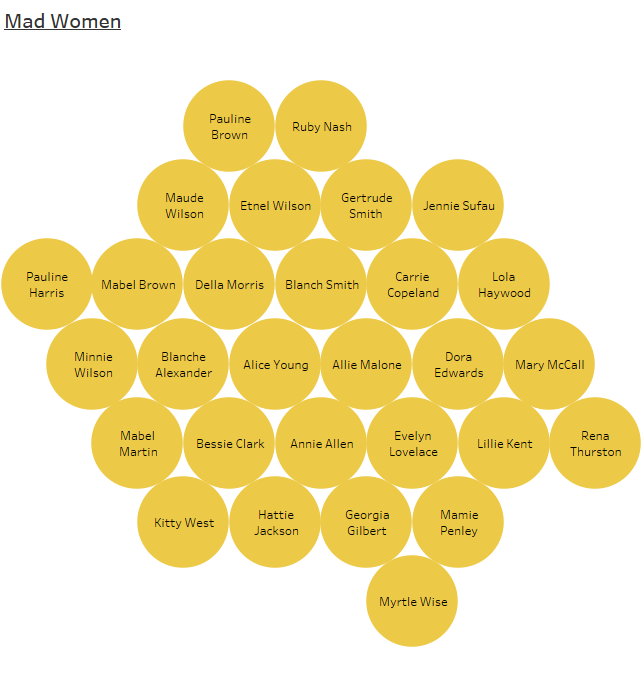 Mad Women
Pauline
Brown
Ruby Nash
Maude
Wilson
Etnel Wilson
Gertrude
Smith
Jennie Sufau
Pauline
Harris
Mabel Brown
Della Morris
Blanch Smith
Carrie
Copeland
Lola
Haywood
Minnie
Wilson
Blanche
Alexander
Alice Young
Allie Malone
Dora
Edwards
Mary McCall
Mabel
Martin
Bessie Clark
Annie Allen
Evelyn
Lovelace
Lillie Kent
Rena
Thurston
Kitty West
Hattie
Jackson
Georgia
Gilbert
Mamie
Penley
Myrtle Wise